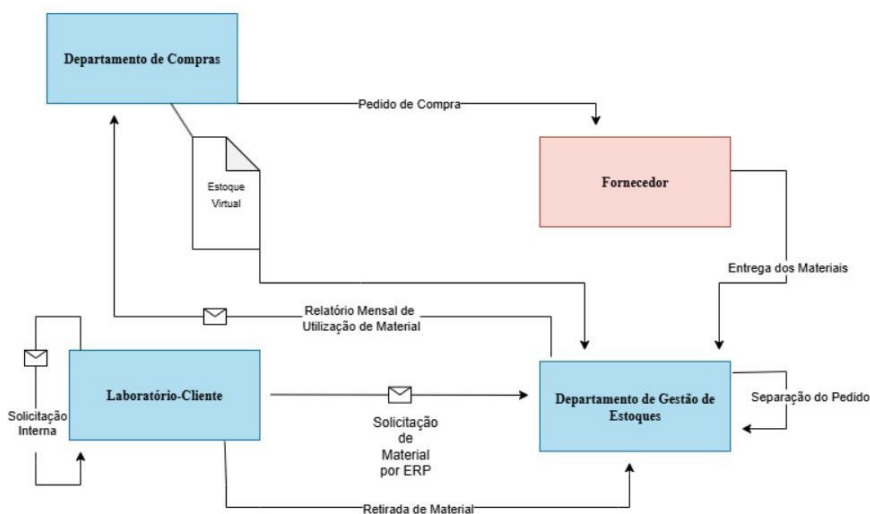 Departamento de Compras
Pedido de Compra
Estoque
Virtual
Fornecedor
Entrega dos Materiais
Relatório Mensal de
Utilização de Material
Laboratório-Cliente
Solicitação
Interna
Solicitação
de
Material
por ERP
Departamento de Gestão de
Estoques
Separação do Pedido
Retirada de Material